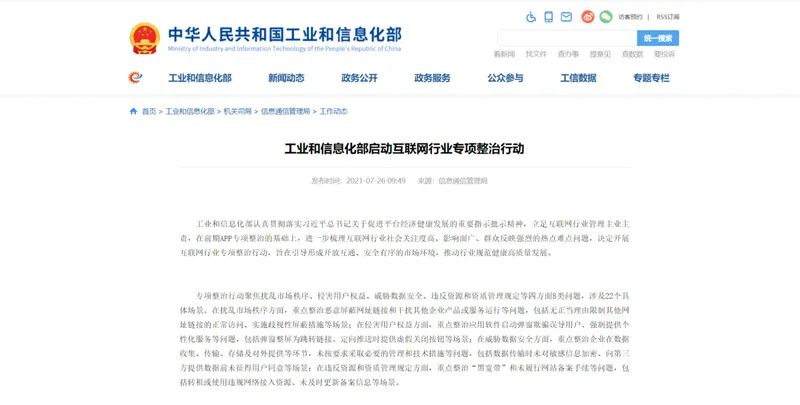 访客预约 | RSS订阅
中华人民共和国工业和信息化部
Ministry of Industry and Information Technology of the People's Republic of China
统一搜索
看新闻 找文件 查办事 提意见 查数据 要投诉
工业和信息化部 新闻动态 政务公开 政务服务 公众参与 工信数据 专题专栏
首页 > 工业和信息化部 > 机关司局 > 信息通信管理局 > 工作动态
工业和信息化部启动互联网行业专项整治行动
发布时间：2021-07-26 09:49 来源：信息通信管理局
工业和信息化部认真贯彻落实习近平总书记关于促进平台经济健康发展的重要指示批示精神，立足互联网行业管理主业主
责，在前期APP专项整治的基础上，进一步梳理互联网行业社会关注度高、影响面广、群众反映强烈的热点难点问题，决定开展
互联网行业专项整治行动，旨在引导形成开放互通、安全有序的市场环境，推动行业规范健康高质量发展。
专项整治行动聚焦扰乱市场秩序、侵害用户权益、威胁数据安全、违反资源和资质管理规定等四方面8类问题，涉及22个具
体场景。在扰乱市场秩序方面，重点整治恶意屏蔽网址链接和干扰其他企业产品或服务运行等问题，包括无正当理由限制其他网
址链接的正常访问、实施歧视性屏蔽措施等场景；在侵害用户权益方面，重点整治应用软件启动弹窗欺骗误导用户、强制提供个
性化服务等问题，包括弹窗整屏为跳转链接、定向推送时提供虚假关闭按钮等场景；在威胁数据安全方面，重点整治企业在数据
收集、传输、存储及对外提供等环节，未按要求采取必要的管理和技术措施等问题，包括数据传输时未对敏感信息加密、向第三
方提供数据前未征得用户同意等场景；在违反资源和资质管理规定方面，重点整治“黑宽带”和未履行网站备案手续等问题，包
括转租或使用违规网络接入资源、未及时更新备案信息等场景。